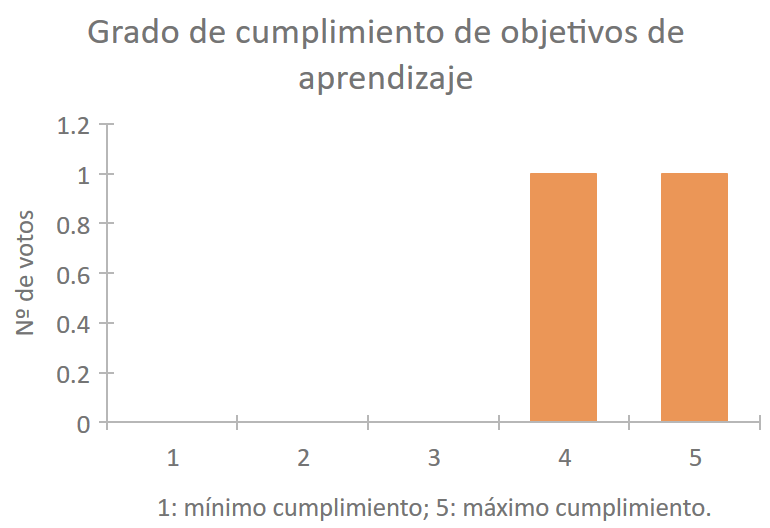 Grado de cumplimiento de objetivos de
aprendizaje
1.2
1
0.8
0.6
0.4
0.2
0
Nº de votos
1 2 3 4 5
1: mínimo cumplimiento; 5: máximo cumplimiento.